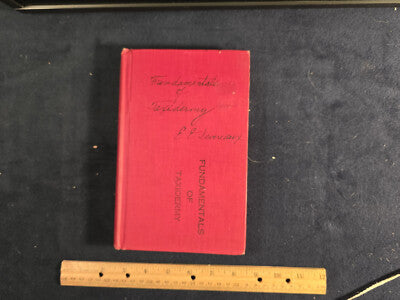 Fundamentals
of
Taxidermy
FUNDAMENTALS
OF
TAXIDERMY